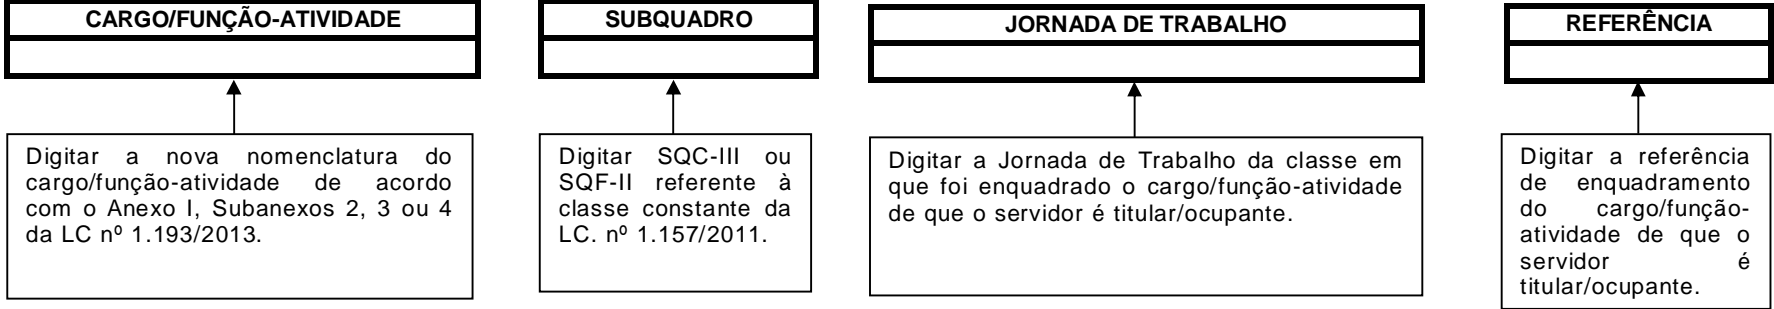 CARGO/FUNÇÃO-ATIVIDADE
SUBQUADRO
JORNADA DE TRABALHO
REFERÊNCIA
Digitar a nova nomenclatura do
cargo/função-atividade de acordo
com o Anexo I, Subanexos 2, 3 ou 4
da LC nº 1.193/2013.
Digitar SQC-III ou
SQF-II referente à
classe constante da
LC. nº 1.157/2011.
Digitar a Jornada de Trabalho da classe em
que foi enquadrado o cargo/função-atividade
de que o servidor é titular/ocupante.
Digitar a referência
de enquadramento
do cargo/função-
atividade de que o
servidor é
titular/ocupante.